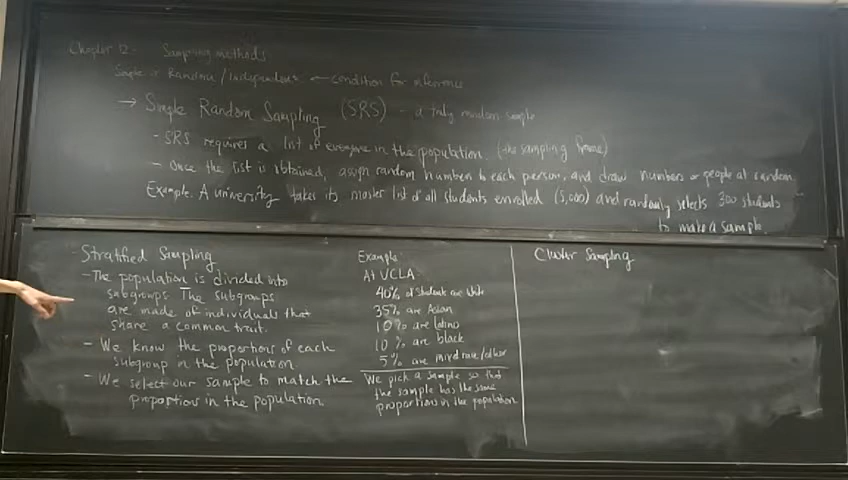 Chapter 12 - Sampling methods
Sample is Random/Independent ← condition for inference
→ Simple Random Sampling (SRS) - a truly random sample
- SRS requires a list of everyone in the population. (the sampling frame)
- Once the list is obtained, assign random numbers to each person, and draw numbers or people at random.
Example. A university takes its master list of all students enrolled (5,000) and randomly selects 300 students
to make a sample.
- Stratified Sampling
- The population is divided into
subgroups The subgroups
are made of individuals that
share a common trait.
- We know the proportions of each
subgroup in the population
- We select our sample to match the
proportions in the population
Example
At UCLA
40% of students are white
35% are Asian
10% are Latino
10% are black
5% are mixed race/other
We pick a sample so that
the sample has the same
proportions in the population
Cluster Sampling